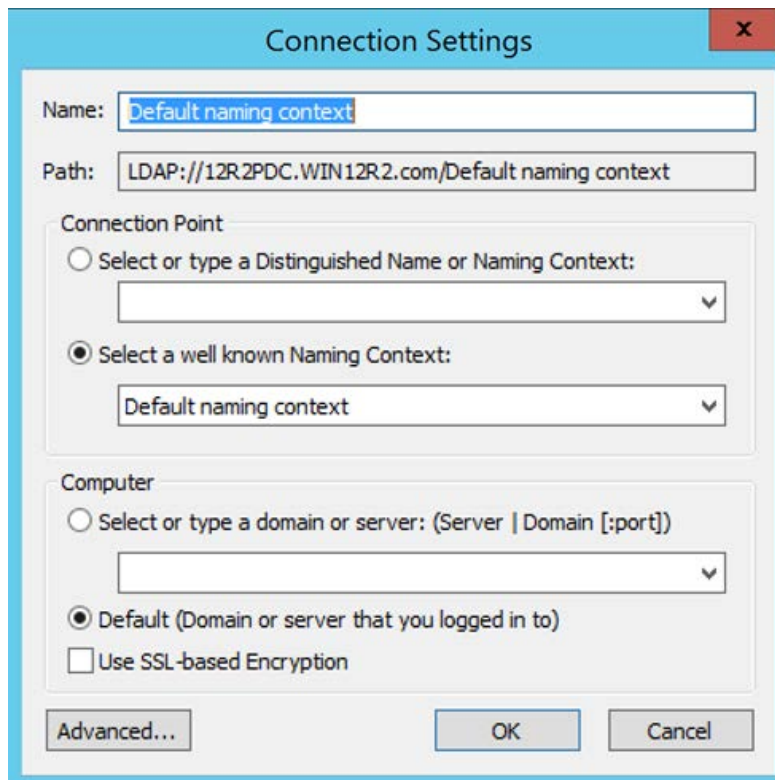 Connection Settings
x
Name: Default naming context
Path: LDAP://12R2PDC.WIN12R2.com/Default naming context
Connection Point
Select or type a Distinguished Name or Naming Context:
Select a well known Naming Context:
Default naming context
Computer
Select or type a domain or server: (Server | Domain [:port])
Default (Domain or server that you logged in to)
Use SSL-based Encryption
Advanced... OK Cancel